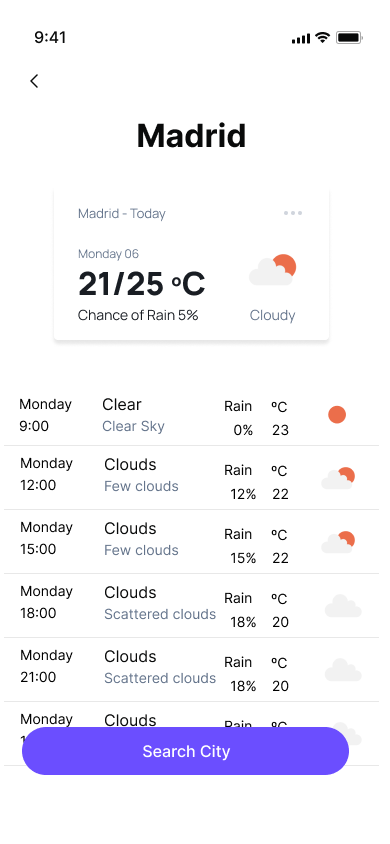 9:41
Madrid
Madrid - Today
Monday 06
21/25 ºC
Chance of Rain 5%
Cloudy
Monday Clear Rain ºC
9:00 Clear Sky 0% 23
Monday Clouds Rain ºC
12:00 Few clouds 12% 22
Monday Clouds Rain ºC
15:00 Few clouds 15% 22
Monday Clouds Rain ºC
18:00 Scattered clouds 18% 20
Monday Clouds Rain ºC
21:00 Scattered clouds 18% 20
Monday Clouds Rain ºC
Search City